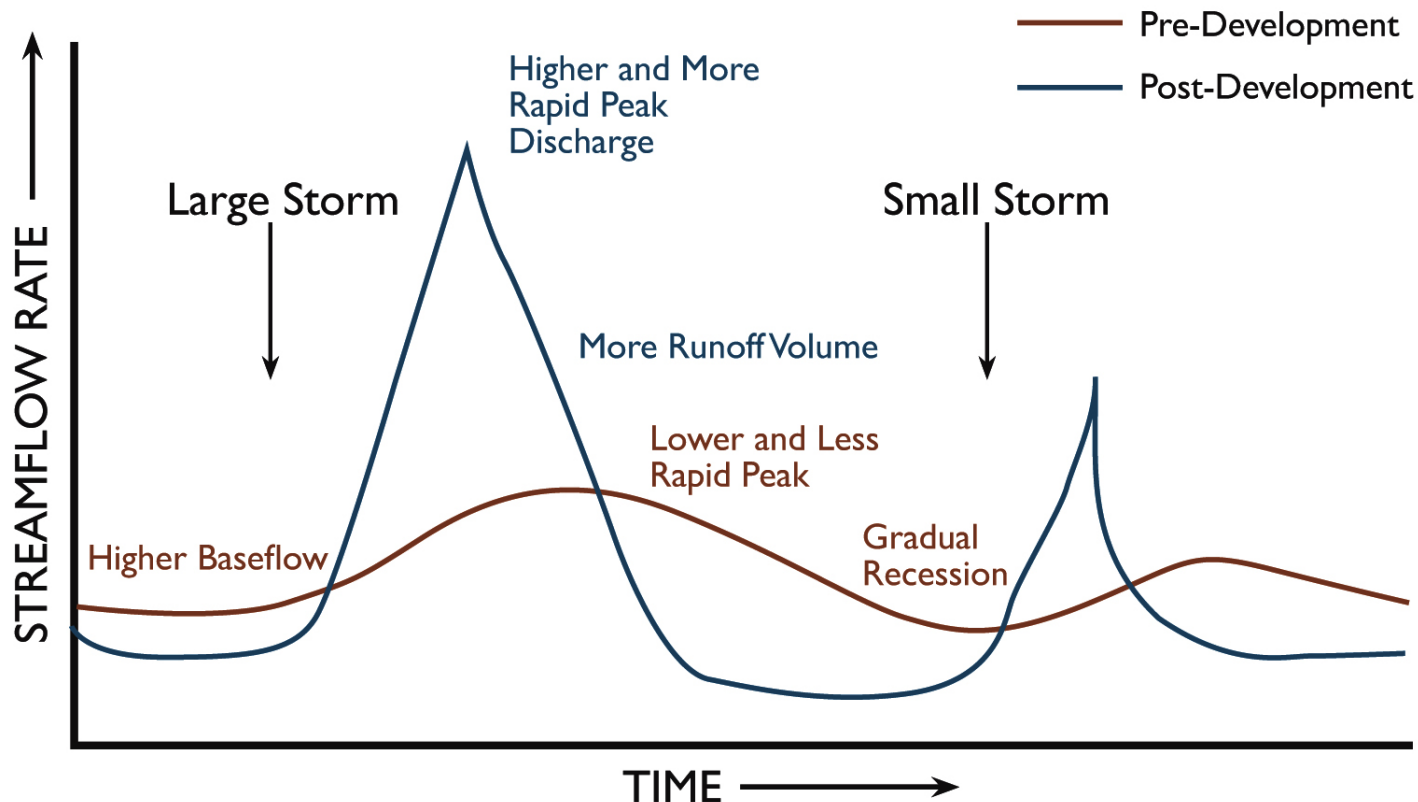 Pre-Development
Post-Development
Higher and More
Rapid Peak
Discharge
Large Storm
Small Storm
More Runoff Volume
Lower and Less
Rapid Peak
Gradual
Recession
Higher Baseflow
STREAMFLOW RATE
TIME